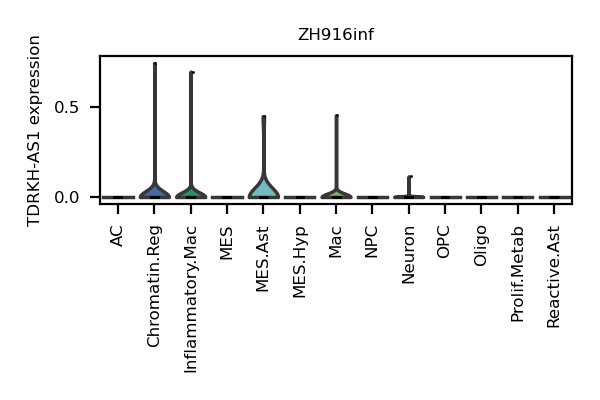 ZH916inf
TDRKH-AS1 expression
0.5
0.0
AC
Chromatin.Reg
Inflammatory.Mac
MES
MES.Ast
MES.Hyp
Mac
NPC
Neuron
OPC
Oligo
Prolif.Metab
Reactive.Ast